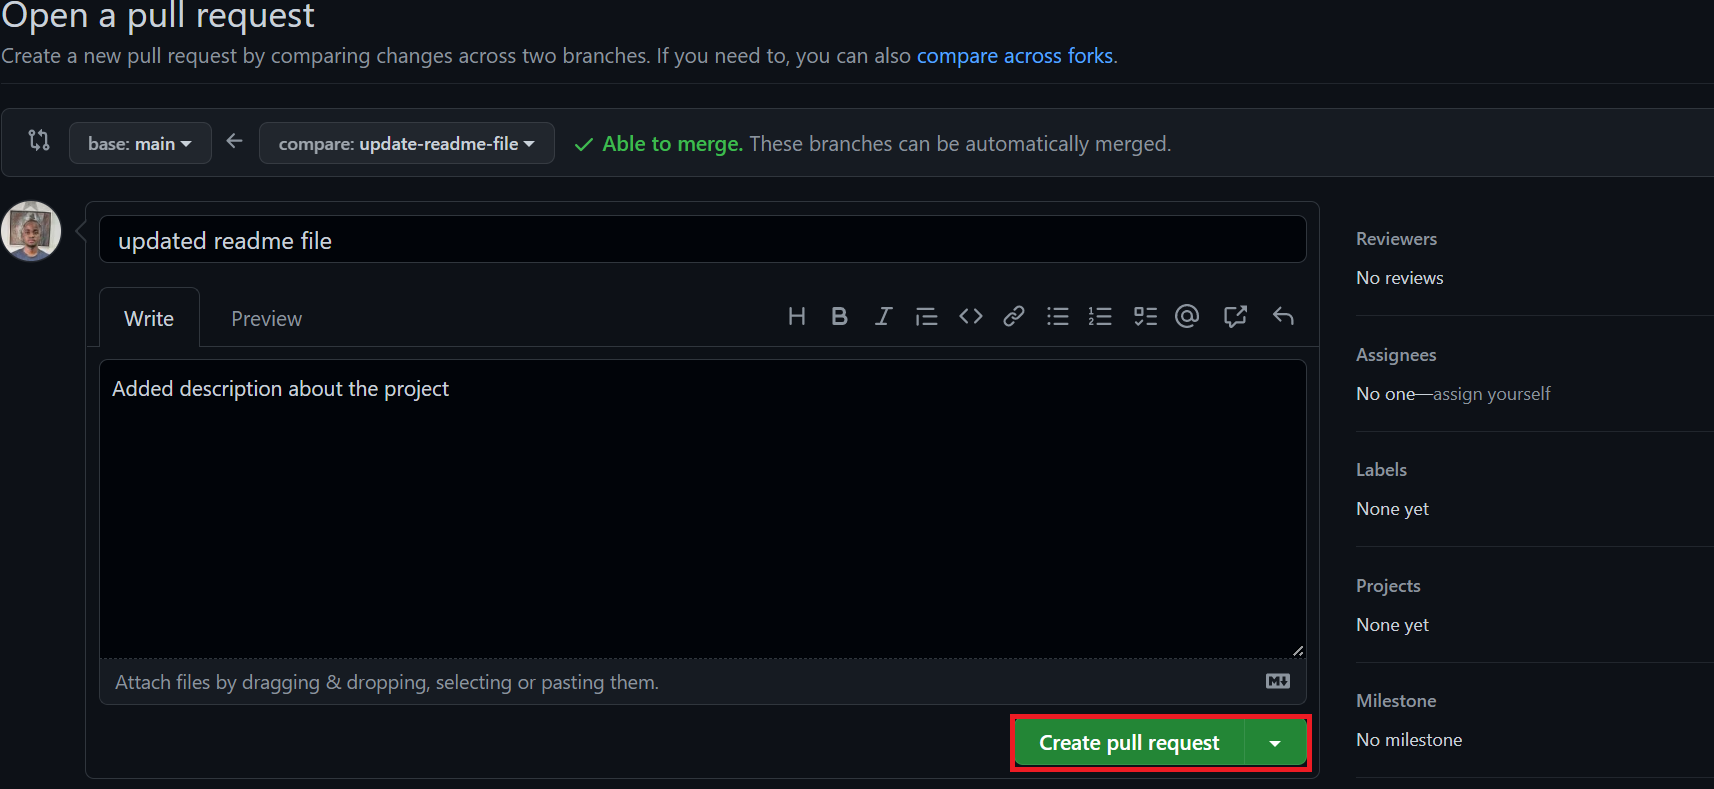 Open a pull request
Create a new pull request by comparing changes across two branches. If you need to, you can also compare across forks.
base: main
compare: update-readme-file
Able to merge. These branches can be automatically merged.
updated readme file
Write
Preview
Added description about the project
Attach files by dragging & dropping, selecting or pasting them.
Create pull request
Reviewers
No reviews
Assignees
No one—assign yourself
Labels
None yet
Projects
None yet
Milestone
No milestone